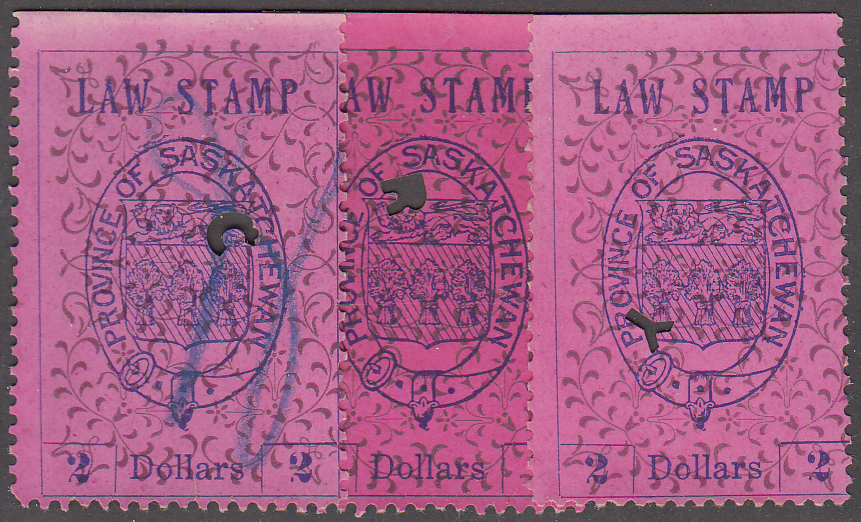 LAW STAMP
PROVINCE OF SASKATCHEWAN
2 Dollars 2
AW STAMP
PROVINCE OF SASKATCHEWAN
Dollars
LAW STAMP
PROVINCE OF SASKATCHEWAN
2 Dollars 2